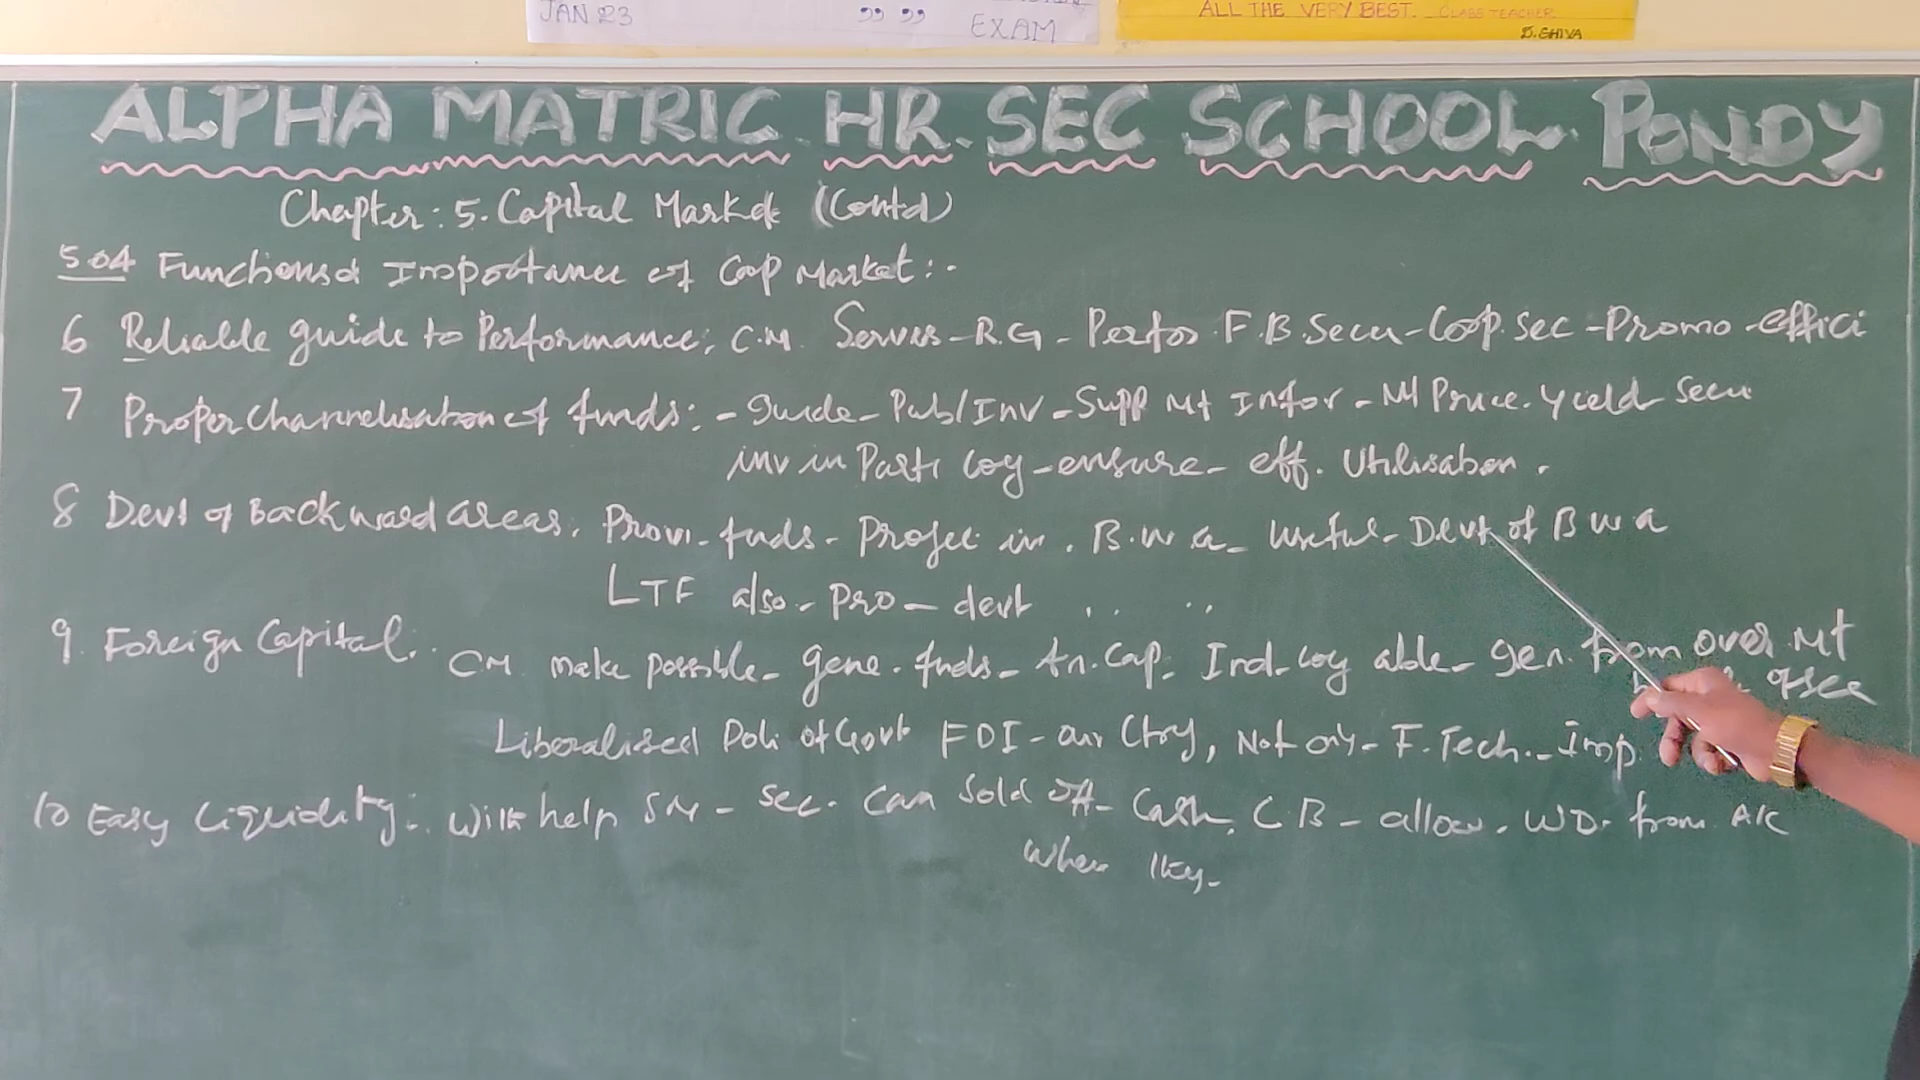 JAN 23 ,, ,, EXAM
ALL THE VERY BEST. CLASS TEACHER
D. SHIVA
ALPHA MATRIC. HR. SEC SCHOOL. PONDY
Chapter: 5. Capital Market (Contd)
5.04 Functions & Importance of Cap Market:-
6 Reliable guide to Performance: C.M. Serves - R.G - Perfor F.B. Secu - Corp. Sec - Promo - effici
7 Proper channelisation of funds: - guide - Pub/Inv - Supp Mt Infor - Mt Price. Yield Secu
inv in Parti Coy - ensure - eff. Utilisation.
8 Devt of Backward areas. Provi - funds - Project in. B.W a - useful - Devt of B W a
LTF also - Pro - devt .. ..
9. Foreign Capital: CM. make possible - gene. funds - Fn. Cap. Ind. Coy able - gen. from over. Mt
Liberalised Poli of Govt FDI - our Ctry, Not only - F. Tech. - Imp.
10 Easy Liquidity: With help SM - Sec. Can Sold off - Cash. C B - allow. WD. from A/C
When they -